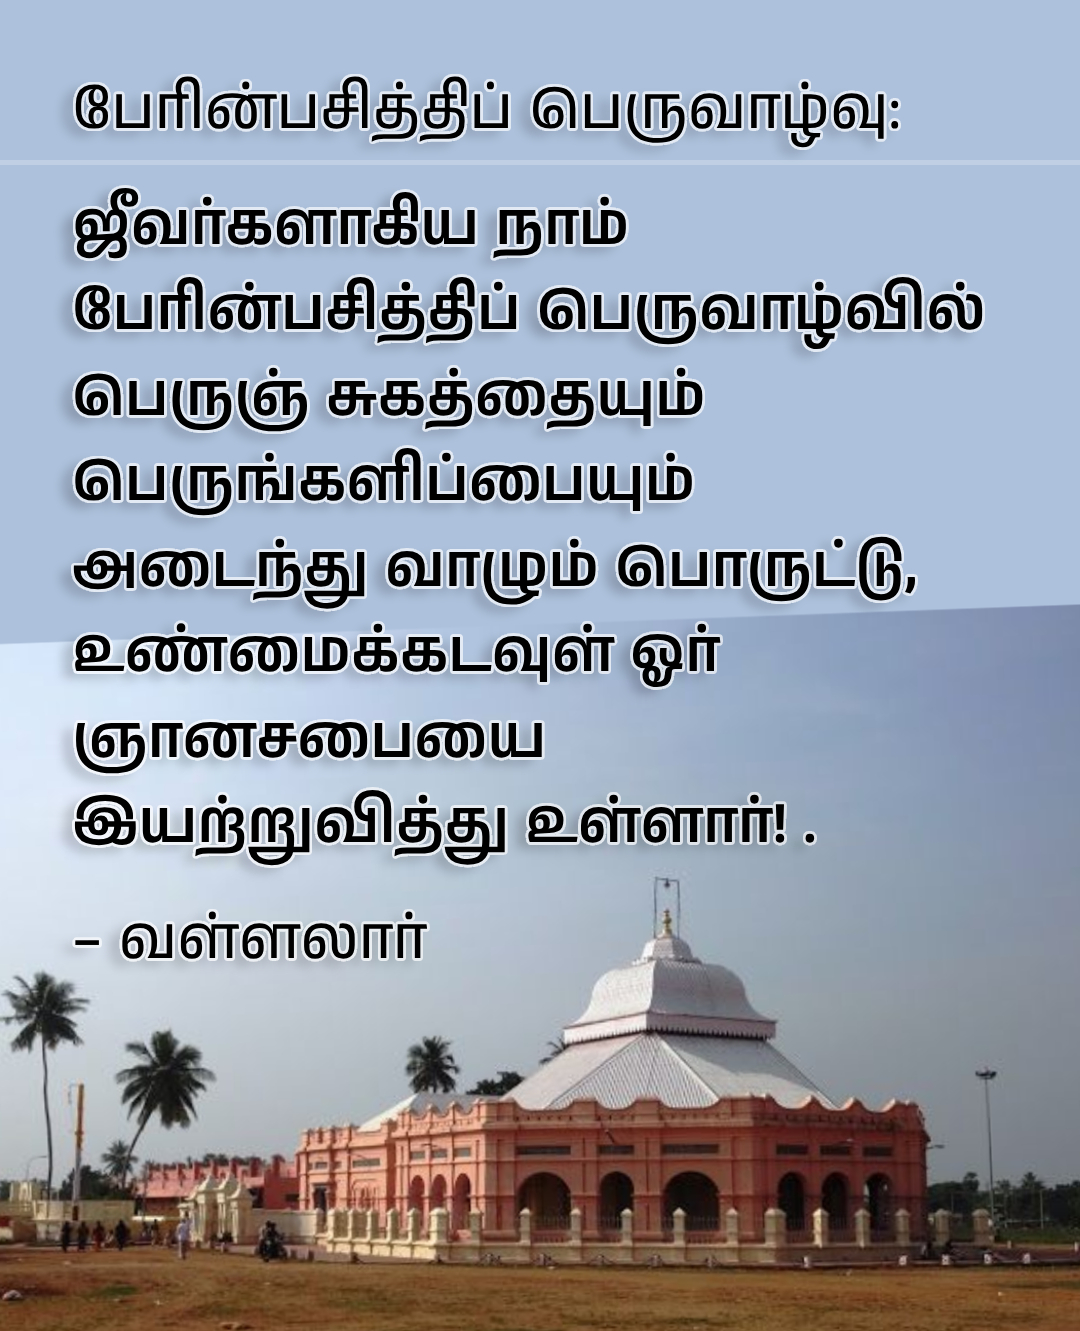 பேரின்பசித்திப் பெருவாழ்வு:
ஜீவர்களாகிய நாம்
பேரின்பசித்திப் பெருவாழ்வில்
பெருஞ் சுகத்தையும்
பெருங்களிப்பையும்
அடைந்து வாழும் பொருட்டு,
உண்மைக்கடவுள் ஓர்
ஞானசபையை
இயற்றுவித்து உள்ளார்! .
– வள்ளலார்